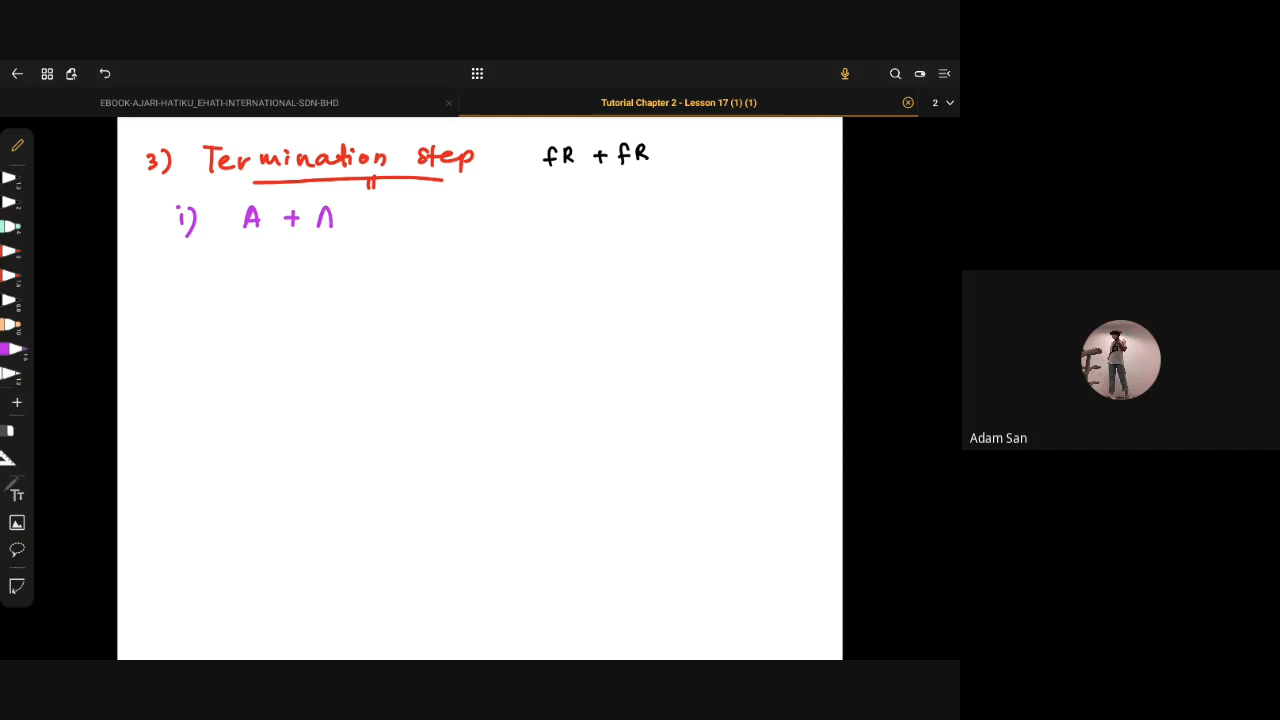 EBOOK-AJARI-HATIKU_EHATI-INTERNATIONAL-SDN-BHD
Tutorial Chapter 2 - Lesson 17 (1) (1)
2
3) Termination step fR + fR
i) A + Λ
Tт
Adam San